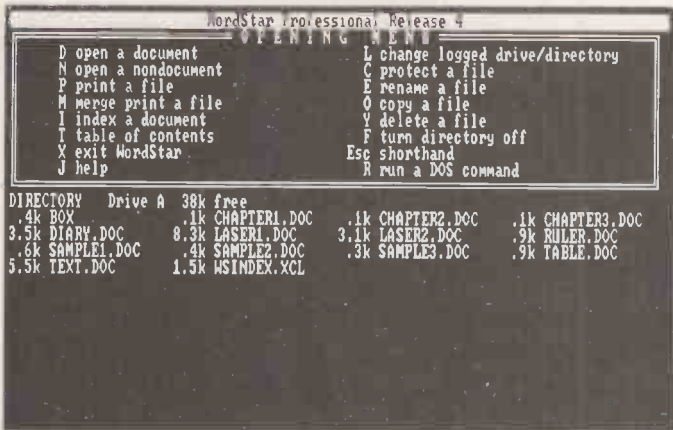 WordStar Professional Release 4
OPENING MENU
D open a document L change logged drive/directory
N open a nondocument C protect a file
P print a file E rename a file
M merge print a file O copy a file
I index a document Y delete a file
T table of contents F turn directory off
X exit WordStar Esc shorthand
J help R run a DOS command
DIRECTORY Drive A 38k free
.4k BOX .1k CHAPTER1.DOC .1k CHAPTER2.DOC .1k CHAPTER3.DOC
3.5k DIARY.DOC 8.3k LASER1.DOC 3.1k LASER2.DOC .9k RULER.DOC
.6k SAMPLE1.DOC .4k SAMPLE2.DOC .3k SAMPLE3.DOC .9k TABLE.DOC
5.5k TEXT.DOC 1.5k WSINDEX.XCL